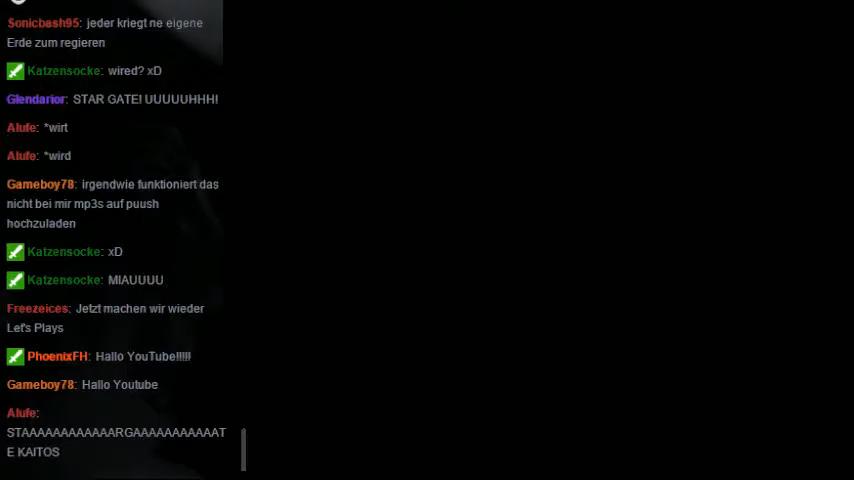 Sonicbash95: jeder kriegt ne eigene
Erde zum regieren
Katzensocke: wired? xD
Glendarior: STAR GATE! UUUUUHHH!
Alufe: *wirt
Alufe: *wird
Gameboy78: irgendwie funktioniert das
nicht bei mir mp3s auf puush
hochzuladen
Katzensocke: xD
Katzensocke: MIAUUUU
Freezeices: Jetzt machen wir wieder
Let's Plays
PhoenixFH: Hallo YouTube!!!!!
Gameboy78: Hallo Youtube
Alufe:
STAAAAAAAAAAAARGAAAAAAAAAAAT
E KAITOS